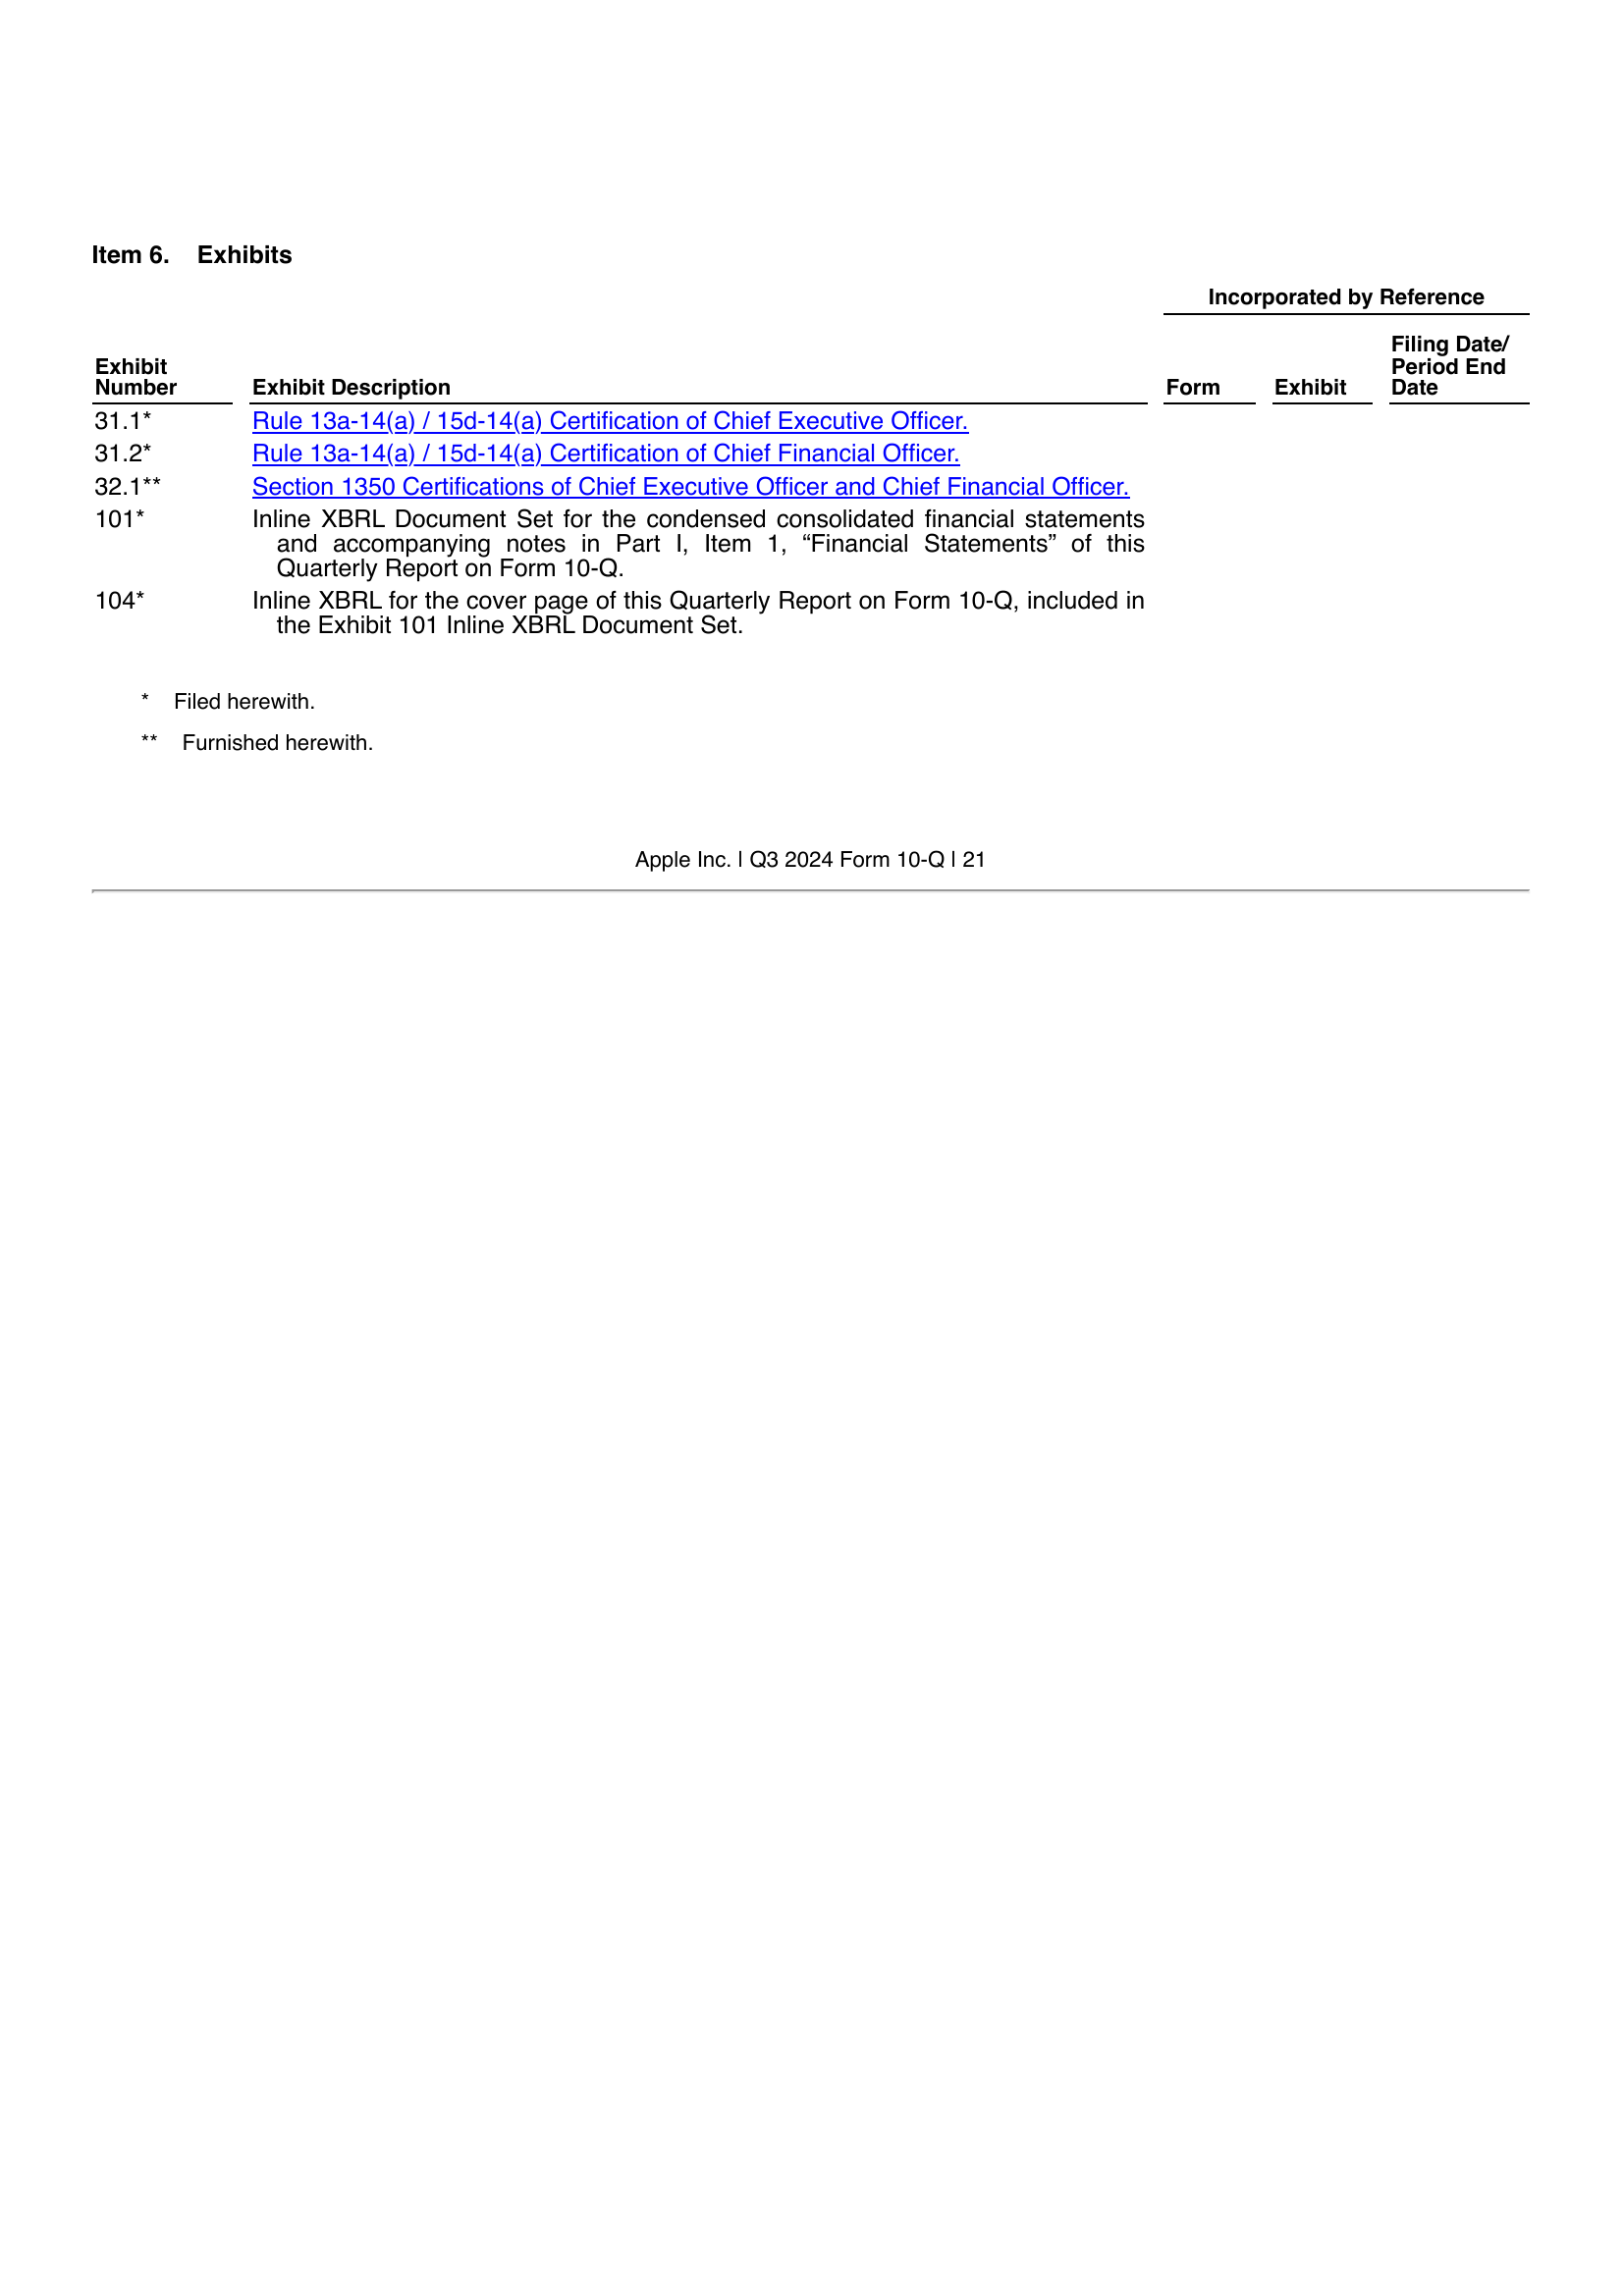 Item 6. Exhibits
Incorporated by Reference
Exhibit Number Exhibit Description Form Exhibit Filing Date/ Period End Date
31.1* Rule 13a-14(a) / 15d-14(a) Certification of Chief Executive Officer.
31.2* Rule 13a-14(a) / 15d-14(a) Certification of Chief Financial Officer.
32.1** Section 1350 Certifications of Chief Executive Officer and Chief Financial Officer.
101* Inline XBRL Document Set for the condensed consolidated financial statements
and accompanying notes in Part I, Item 1, “Financial Statements” of this
Quarterly Report on Form 10-Q.
104* Inline XBRL for the cover page of this Quarterly Report on Form 10-Q, included in
the Exhibit 101 Inline XBRL Document Set.
* Filed herewith.
** Furnished herewith.
Apple Inc. | Q3 2024 Form 10-Q | 21